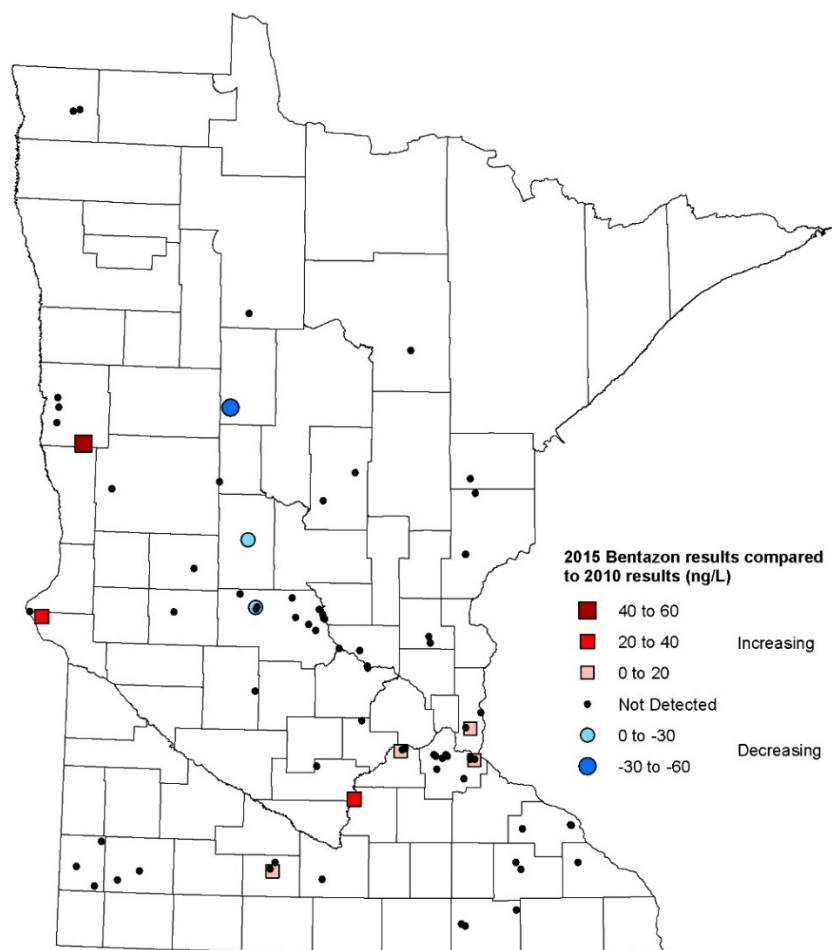 2015 Bentazon results compared
to 2010 results (ng/L)
40 to 60
20 to 40
Increasing
0 to 20
Not Detected
0 to -30
Decreasing
-30 to -60